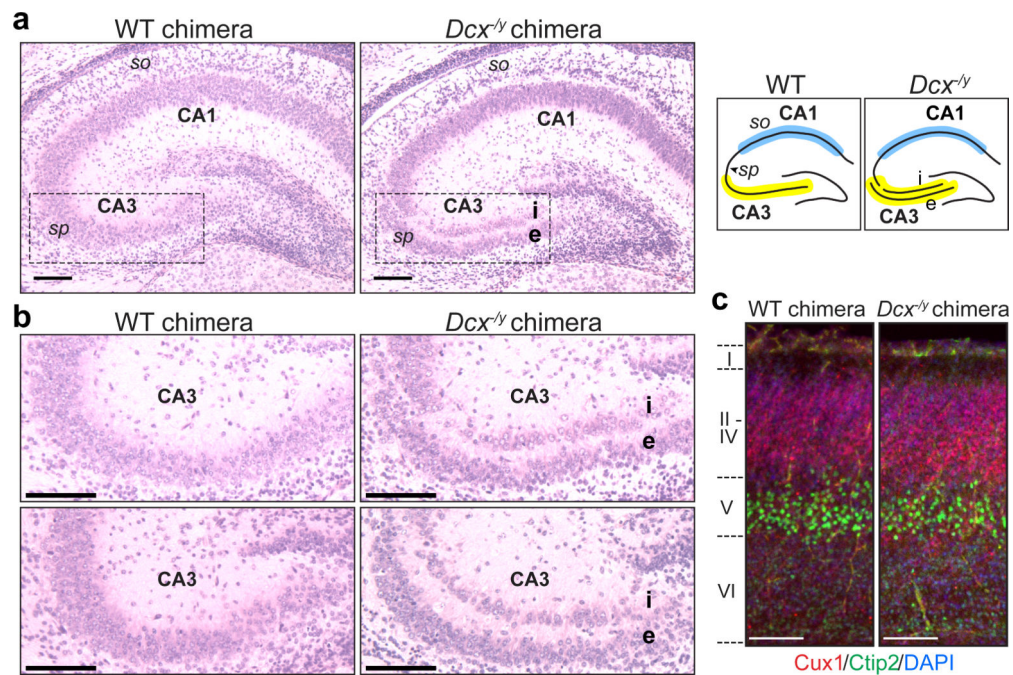 a
WT chimera
Dcx-/y chimera
so
CA1
CA3
sp
so
CA1
CA3
i
e
sp
WT
Dcx-/y
CA1
so
sp
CA3
CA1
i
e
CA3
b
WT chimera
Dcx-/y chimera
CA3
CA3
i
e
CA3
CA3
i
e
c
WT chimera
Dcx-/y chimera
I
II -
IV
V
VI
Cux1/Ctip2/DAPI